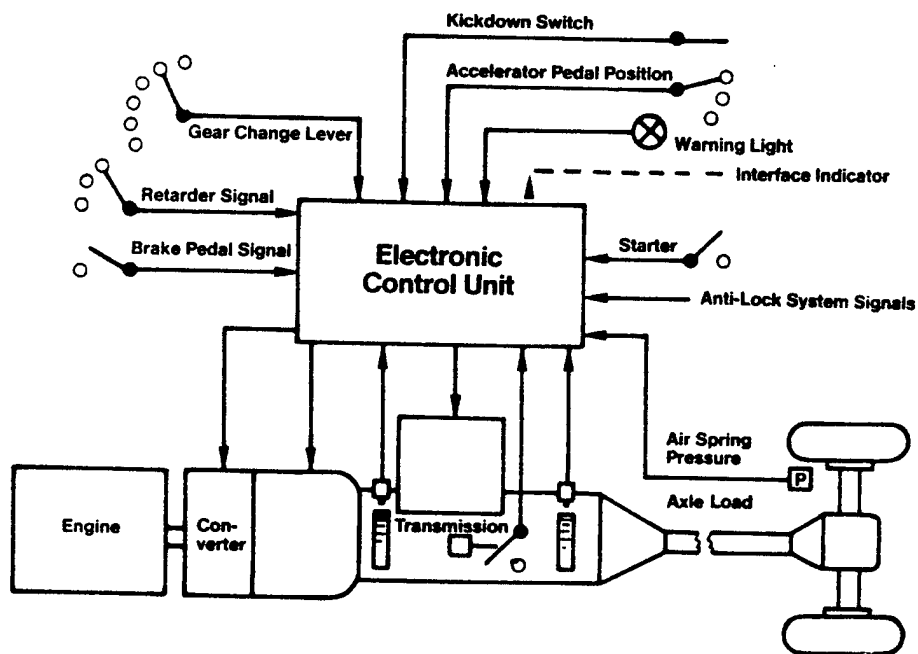 Kickdown Switch
Accelerator Pedal Position
Gear Change Lever
Warning Light
Interface Indicator
Retarder Signal
Brake Pedal Signal
Electronic
Control Unit
Starter
Anti-Lock System Signals
Air Spring
Pressure
P
Axle Load
Engine
Con-
verter
Transmission